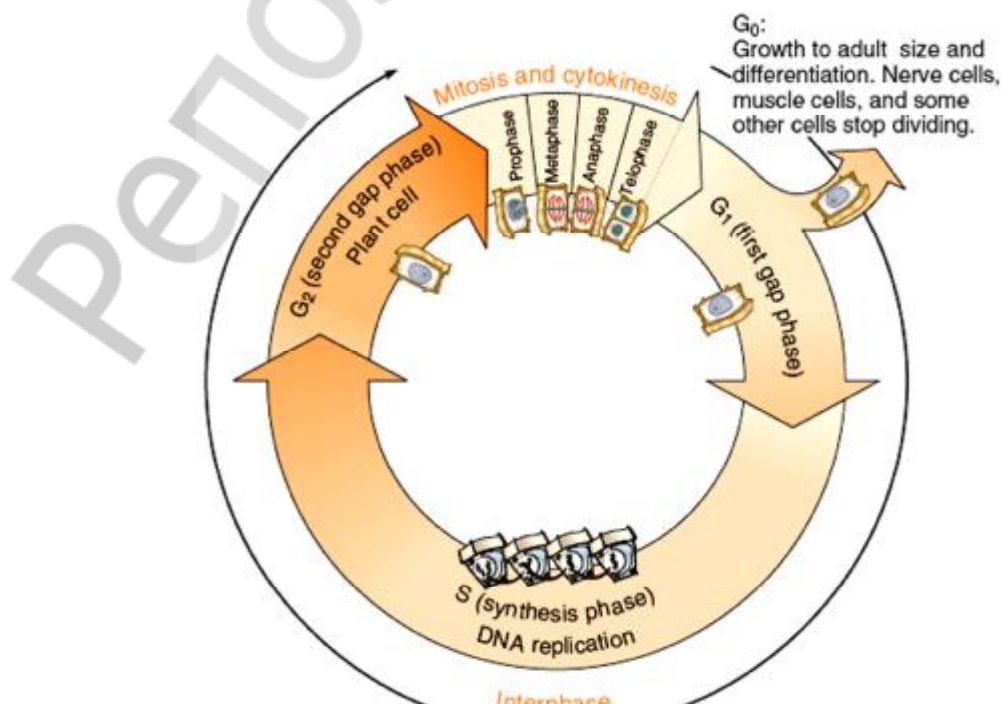 Репо
G₀:
Growth to adult size and
differentiation. Nerve cells,
muscle cells, and some
other cells stop dividing.
Mitosis and cytokinesis
Prophase
Metaphase
Anaphase
Telophase
G₁ (first gap phase)
G₂ (second gap phase)
Plant cell
S (synthesis phase)
DNA replication
Interphase